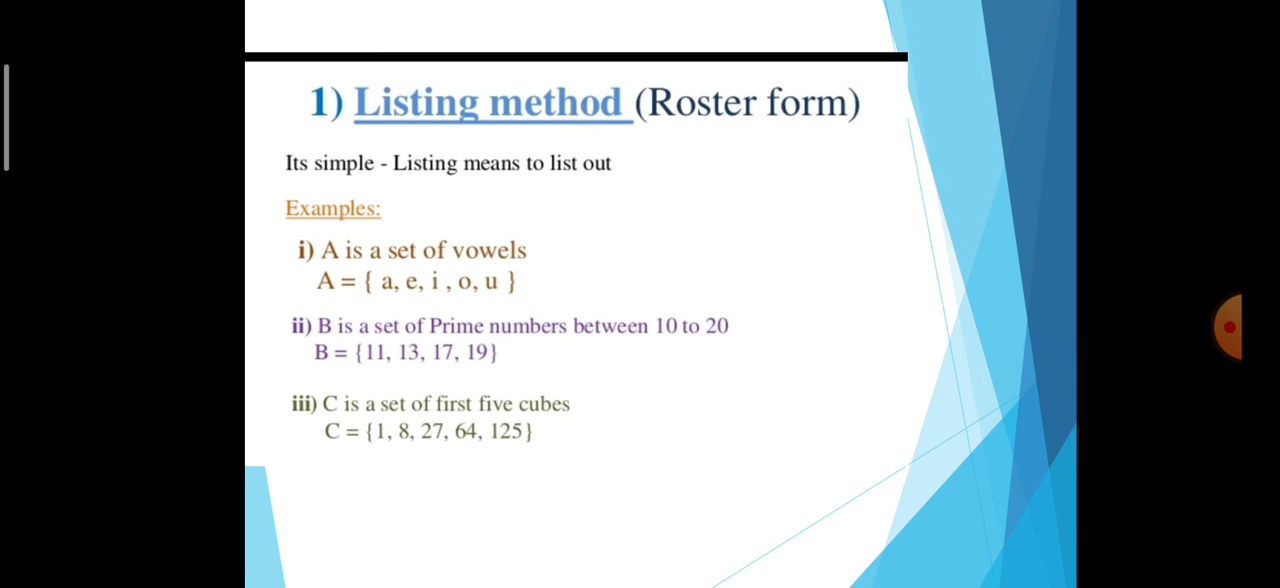 1) Listing method (Roster form)
Its simple - Listing means to list out
Examples:
i) A is a set of vowels
A = { a, e, i , o, u }
ii) B is a set of Prime numbers between 10 to 20
B = {11, 13, 17, 19}
iii) C is a set of first five cubes
C = {1, 8, 27, 64, 125}